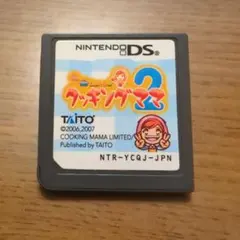 NINTENDO DS
クッキングママ2
TAITO
©2006,2007
COOKING MAMA LIMITED/
Published by TAITO
NTR-YCQJ-JPN